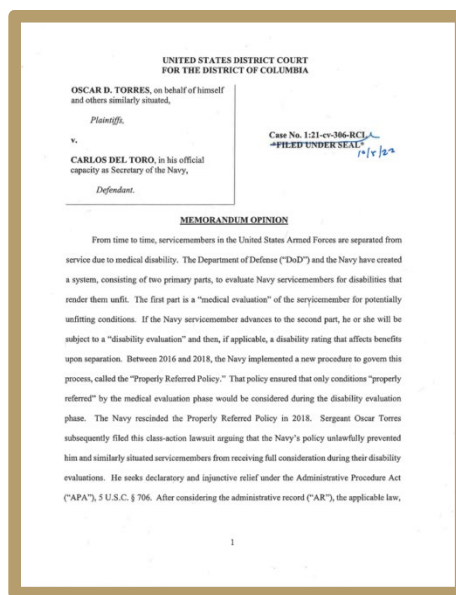 UNITED STATES DISTRICT COURT
FOR THE DISTRICT OF COLUMBIA
OSCAR D. TORRES, on behalf of himself
and others similarly situated,
Plaintiffs,
v.
CARLOS DEL TORO, in his official
capacity as Secretary of the Navy,
Defendant.
Case No. 1:21-cv-306-RCL
*FILED UNDER SEAL*
MEMORANDUM OPINION
From time to time, servicemembers in the United States Armed Forces are separated from
service due to medical disability. The Department of Defense ("DoD") and the Navy have created
a system, consisting of two primary parts, to evaluate Navy servicemembers for disabilities that
render them unfit. The first part is a "medical evaluation" of the servicemember for potentially
unfitting conditions. If the Navy servicemember advances to the second part, he or she will be
subject to a "disability evaluation" and then, if applicable, a disability rating that affects benefits
upon separation. Between 2016 and 2018, the Navy implemented a new procedure to govern this
process, called the "Properly Referred Policy." That policy ensured that only conditions "properly
referred" by the medical evaluation phase would be considered during the disability evaluation
phase. The Navy rescinded the Properly Referred Policy in 2018. Sergeant Oscar Torres
subsequently filed this class-action lawsuit arguing that the Navy's policy unlawfully prevented
him and similarly situated servicemembers from receiving full consideration during their disability
evaluations. He seeks declaratory and injunctive relief under the Administrative Procedure Act
("APA"), 5 U.S.C. § 706. After considering the administrative record ("AR"), the applicable law,
1